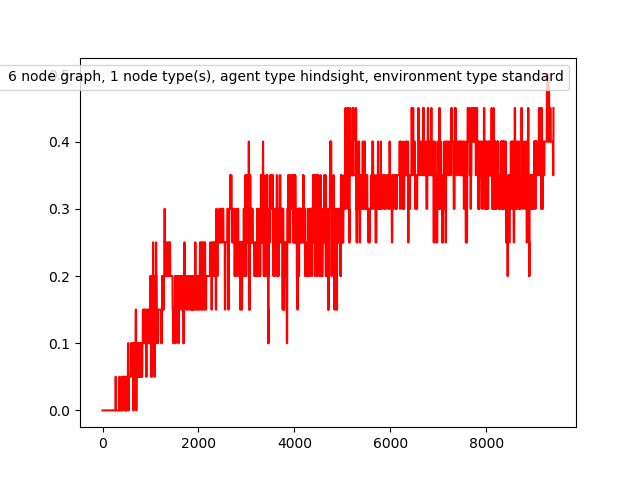 6 node graph, 1 node type(s), agent type hindsight, environment type standard
0.4
0.3
0.2
0.1
0.0
0 2000 4000 6000 8000